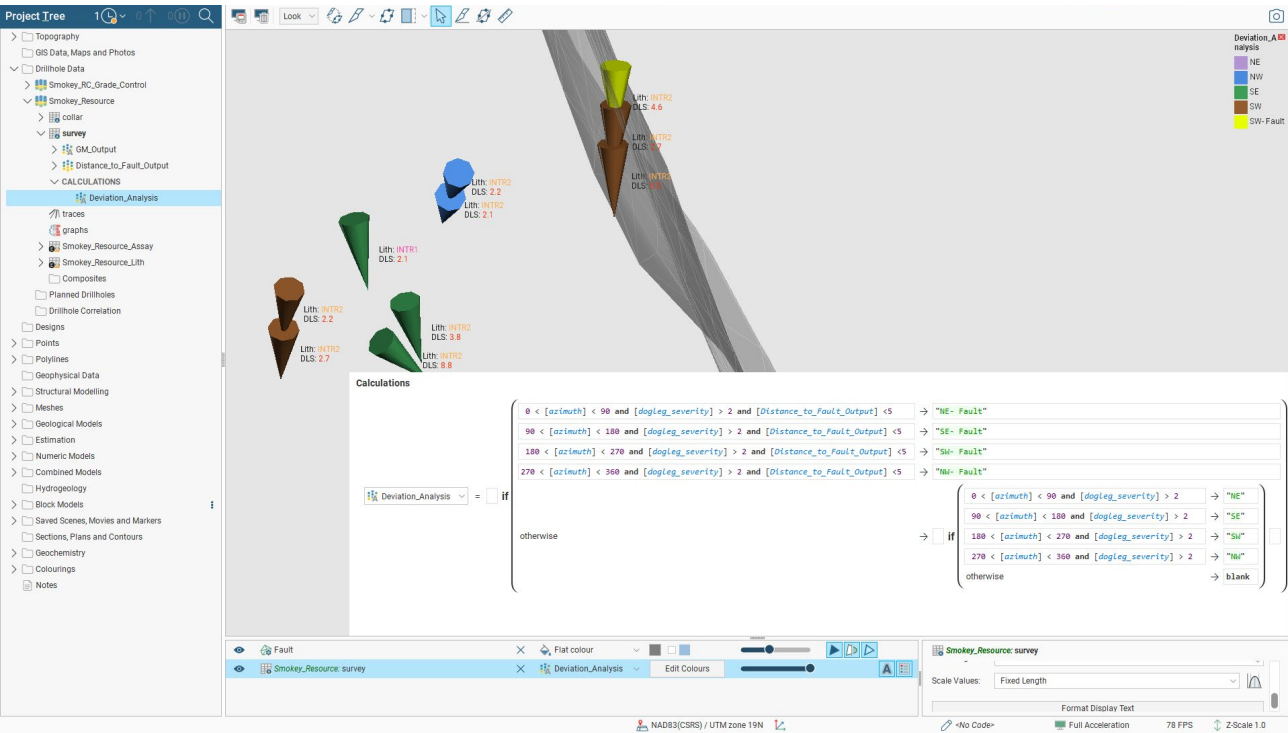 Project Tree
1
0
0
Look
Topography
GIS Data, Maps and Photos
Drillhole Data
Smokey_RC_Grade_Control
Smokey_Resource
collar
survey
GM_Output
Distance_to_Fault_Output
CALCULATIONS
Deviation_Analysis
traces
graphs
Smokey_Resource_Assay
Smokey_Resource_Lith
Composites
Planned Drillholes
Drillhole Correlation
Designs
Points
Polylines
Geophysical Data
Structural Modelling
Meshes
Geological Models
Estimation
Numeric Models
Combined Models
Hydrogeology
Block Models
Saved Scenes, Movies and Markers
Sections, Plans and Contours
Geochemistry
Colourings
Notes
Deviation_A
nalysis
NE
NW
SE
SW
SW- Fault
Lith: INTR2
DLS: 4.6
Lith: INTR2
DLS:
Lith: INTR2
DLS:
Lith: INTR2
DLS: 2.2
Lith: INTR2
DLS: 2.1
Lith: INTR1
DLS: 2.1
Lith: INTR2
DLS: 2.2
Lith: INTR2
DLS: 2.7
Lith: INTR2
DLS: 3.8
Lith: INTR2
DLS: 8.8
Calculations
Deviation_Analysis = if
0 < [azimuth] < 90 and [dogleg_severity] > 2 and [Distance_to_Fault_Output] <5 → "NE- Fault"
90 < [azimuth] < 180 and [dogleg_severity] > 2 and [Distance_to_Fault_Output] <5 → "SE- Fault"
180 < [azimuth] < 270 and [dogleg_severity] > 2 and [Distance_to_Fault_Output] <5 → "SW- Fault"
270 < [azimuth] < 360 and [dogleg_severity] > 2 and [Distance_to_Fault_Output] <5 → "NW- Fault"
otherwise → if
0 < [azimuth] < 90 and [dogleg_severity] > 2 → "NE"
90 < [azimuth] < 180 and [dogleg_severity] > 2 → "SE"
180 < [azimuth] < 270 and [dogleg_severity] > 2 → "SW"
270 < [azimuth] < 360 and [dogleg_severity] > 2 → "NW"
otherwise → blank
Fault
Flat colour
Smokey_Resource: survey
Deviation_Analysis
Edit Colours
A
Smokey_Resource: survey
Scale Values: Fixed Length
Format Display Text
NAD83(CSRS) / UTM zone 19N
<No Code>
Full Acceleration
78 FPS
Z-Scale 1.0